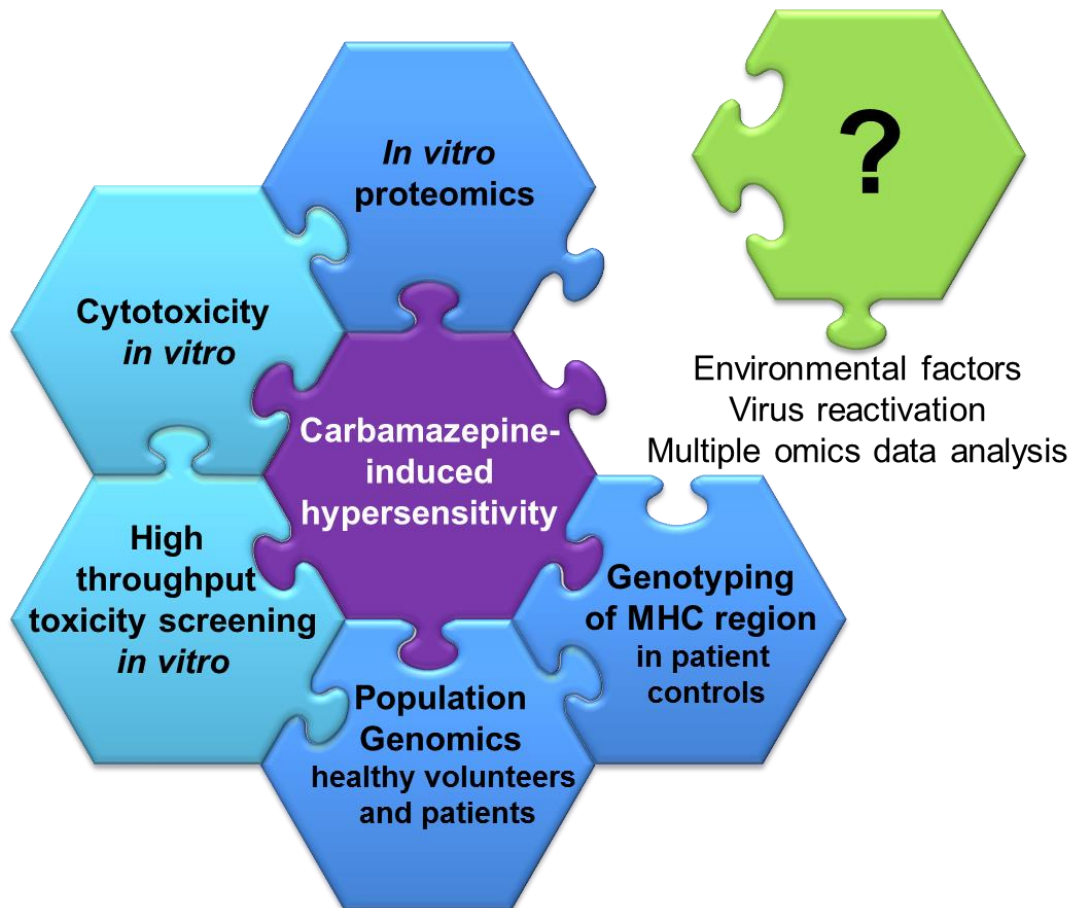 In vitro
proteomics
?
Cytotoxicity
in vitro
Environmental factors
Virus reactivation
Multiple omics data analysis
Carbamazepine-
induced
hypersensitivity
High
throughput
toxicity screening
in vitro
Genotyping
of MHC region
in patient
controls
Population
Genomics
healthy volunteers
and patients